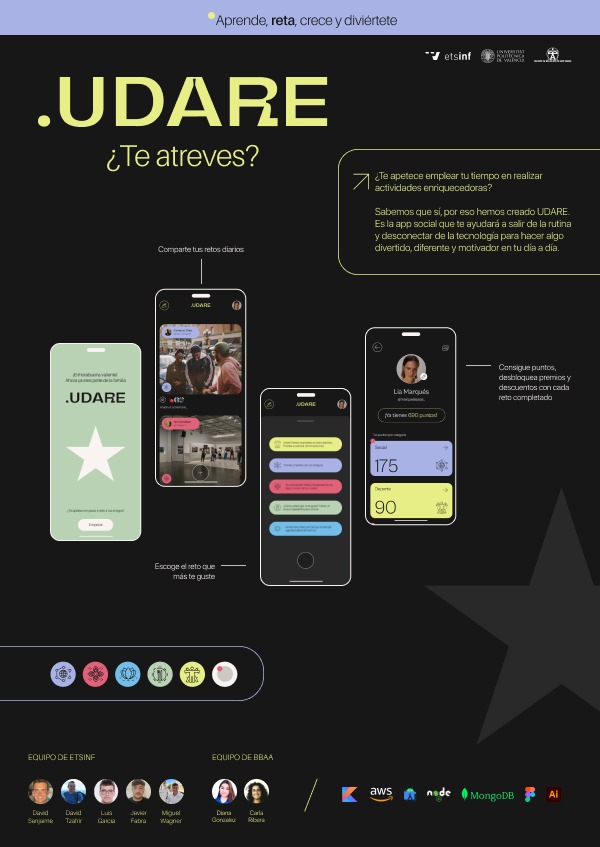 Aprende, reta, crece y diviértete
etsinf
UNIVERSITAT
POLITÈCNICA
DE VALÈNCIA
.UDARE
¿Te atreves?
¿Te apetece emplear tu tiempo en realizar
actividades enriquecedoras?
Sabemos que sí, por eso hemos creado UDARE.
Es la app social que te ayudará a salir de la rutina
y desconectar de la tecnología para hacer algo
divertido, diferente y motivador en tu día a día.
Comparte tus retos diarios
.UDARE
¡Enhorabuena valiente!
Ahora ya eres parte de la familia
.UDARE
Empezar
.UDARE
Lía Marqués
¡Ya tienes 690 puntos!
Social
175
Deporte
90
Consigue puntos,
desbloquea premios y
descuentos con cada
reto completado
Escoge el reto que
más te guste
EQUIPO DE ETSINF
David
Sanjaime
David
Tzahir
Luis
García
Javier
Fabra
Miguel
Wagner
EQUIPO DE BBAA
Diana
González
Carla
Ribera
aws
node
MongoDB
Ai